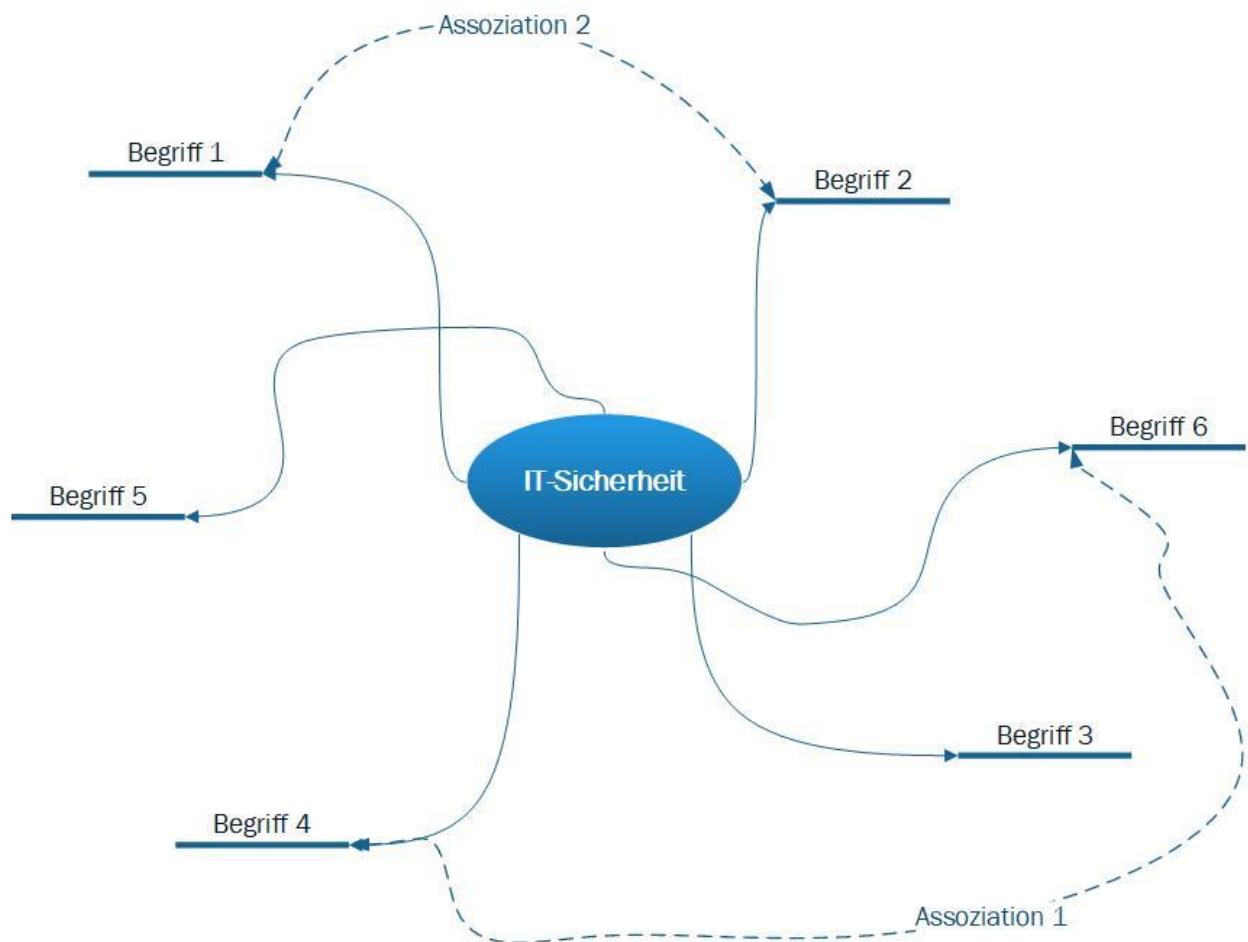 Assoziation 2
Begriff 1
Begriff 2
Begriff 6
IT-Sicherheit
Begriff 5
Begriff 3
Begriff 4
Assoziation 1